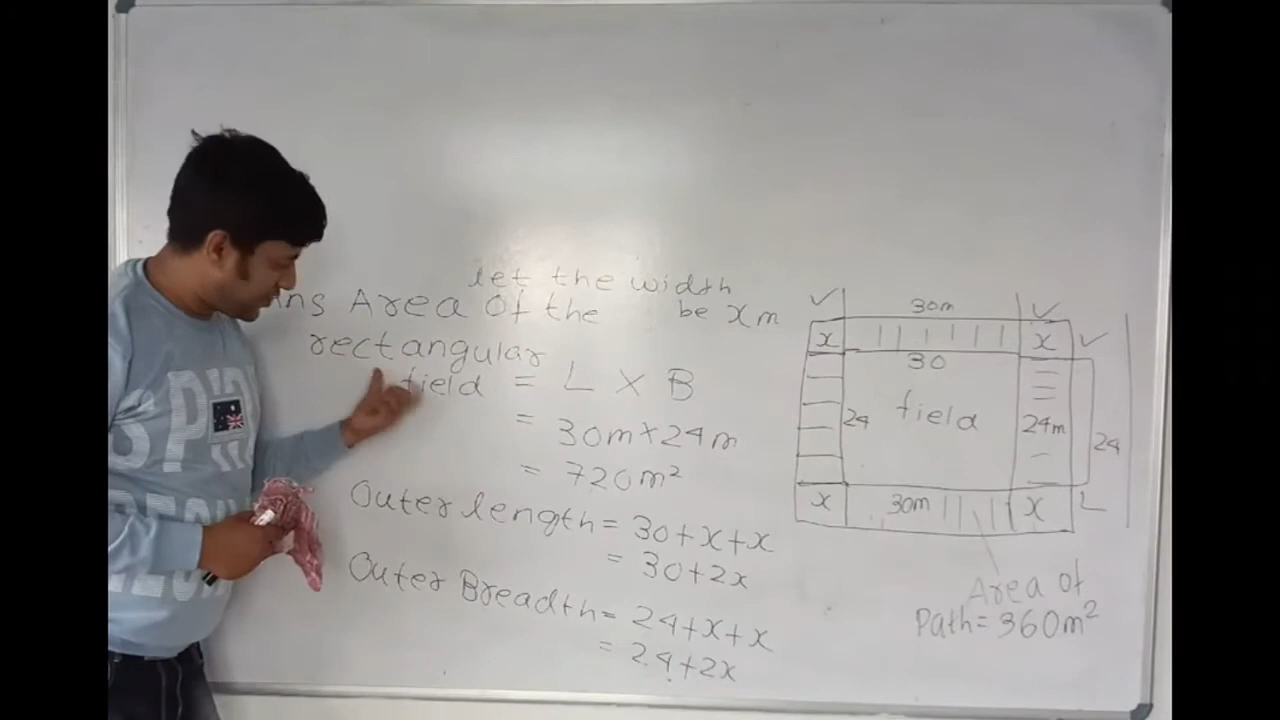 let the width
be x m
Ans Area of the
rectangular
field = L × B
= 30m×24m
= 720m²
Outer length = 30+x+x
= 30+2x
Outer Breadth = 24+x+x
= 24+2x
30m
x x
30
24 field 24m 24
x 30m x
Area of
Path = 360m²